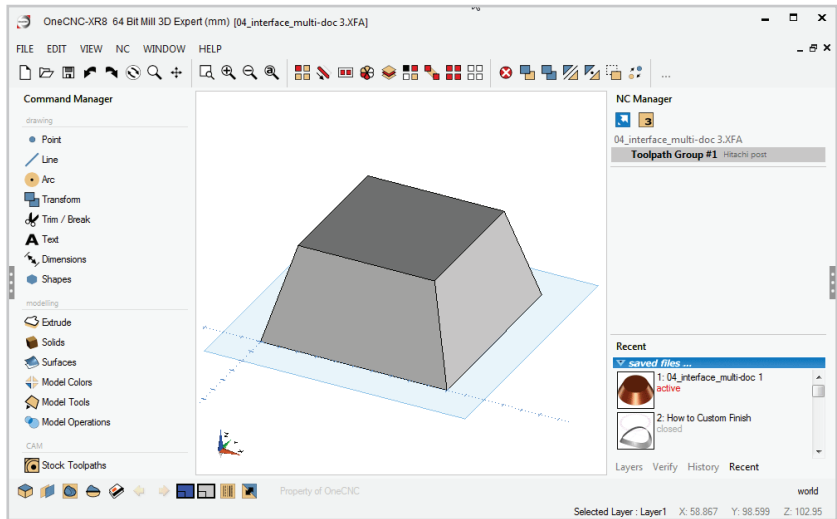 OneCNC-XR8 64 Bit Mill 3D Expert (mm) [04_interface_multi-doc 3.XFA]
FILE EDIT VIEW NC WINDOW HELP
...
Command Manager
drawing
Point
Line
Arc
Transform
Trim / Break
Text
Dimensions
Shapes
modelling
Extrude
Solids
Surfaces
Model Colors
Model Tools
Model Operations
CAM
Stock Toolpaths
NC Manager
3
04_interface_multi-doc 3.XFA
Toolpath Group #1 Hitachi post
Recent
saved files ...
1: 04_interface_multi-doc 1
active
2: How to Custom Finish
closed
Layers Verify History Recent
Property of OneCNC
world
Selected Layer : Layer1 X: 58.867 Y: 98.599 Z: 102.95